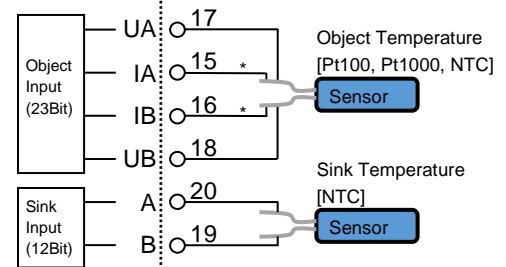 UA 17
Object Temperature
[Pt100, Pt1000, NTC]
Object
Input
(23Bit)
IA 15 *
Sensor
IB 16 *
UB 18
Sink Temperature
[NTC]
A 20
Sink
Input
(12Bit)
Sensor
B 19